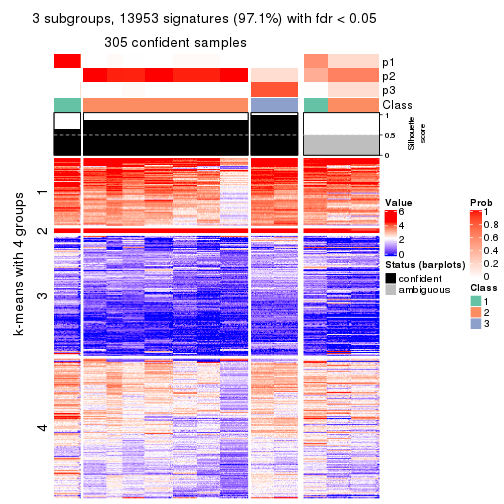 3 subgroups, 13953 signatures (97.1%) with fdr < 0.05
305 confident samples
p1
p2
p3
Class
1
0.5
0
Silhouette
score
k-means with 4 groups
1
2
3
4
Value
6
4
2
0
Status (barplots)
confident
ambiguous
Prob
1
0.8
0.6
0.4
0.2
0
Class
1
2
3